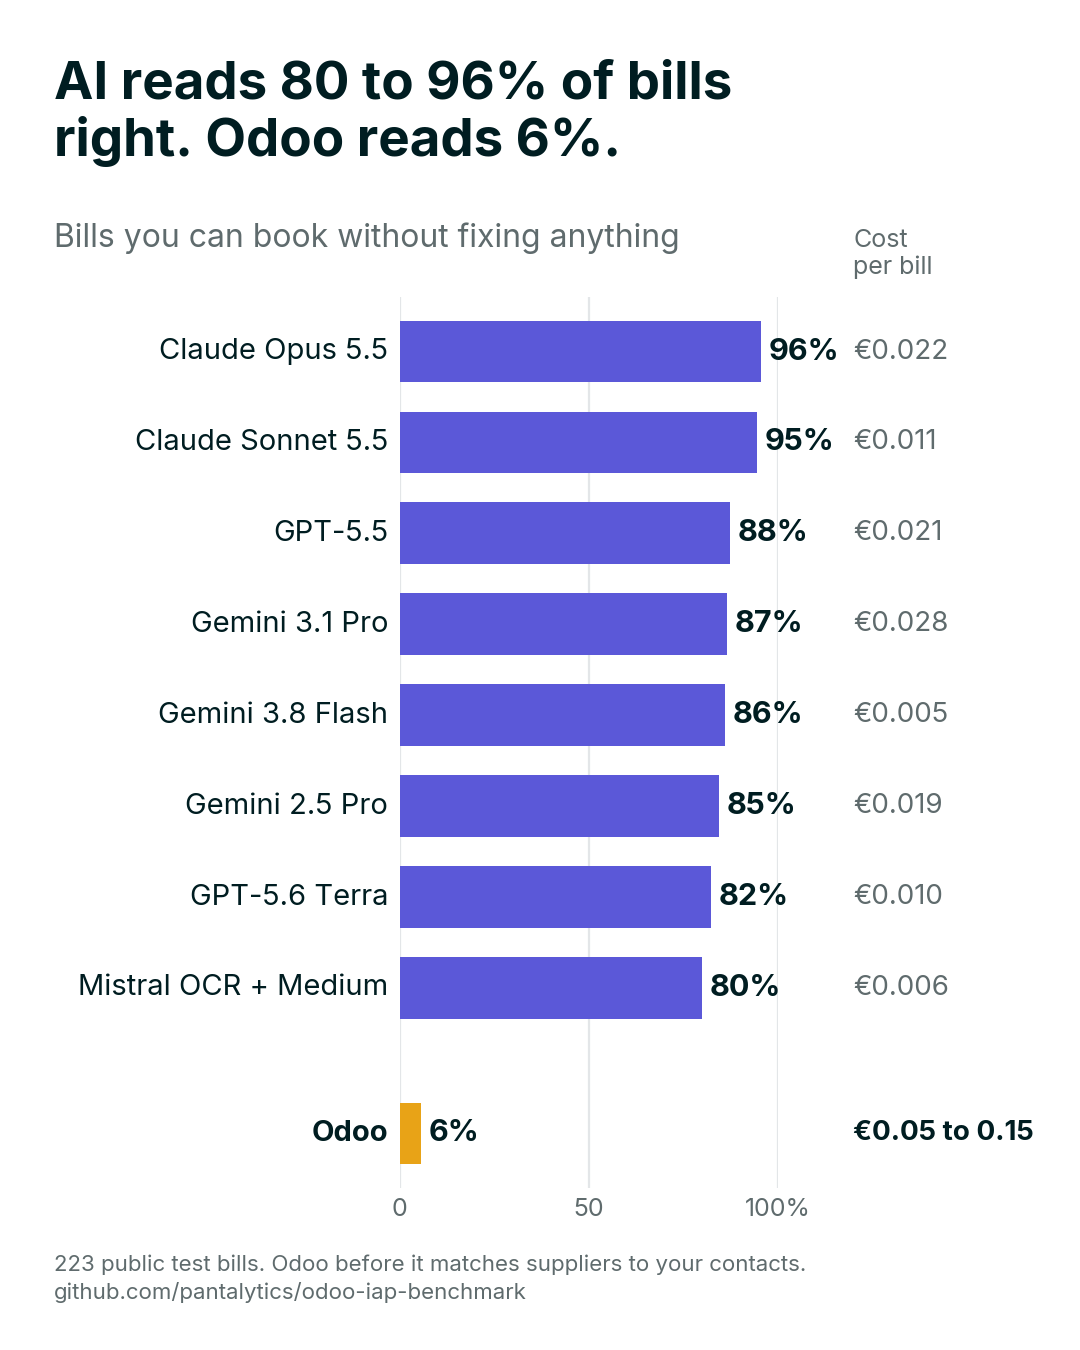 AI reads 80 to 96% of bills
right. Odoo reads 6%.
Bills you can book without fixing anything
Cost
per bill
Claude Opus 5.5 96% €0.022
Claude Sonnet 5.5 95% €0.011
GPT-5.5 88% €0.021
Gemini 3.1 Pro 87% €0.028
Gemini 3.8 Flash 86% €0.005
Gemini 2.5 Pro 85% €0.019
GPT-5.6 Terra 82% €0.010
Mistral OCR + Medium 80% €0.006
Odoo 6% €0.05 to 0.15
0 50 100%
223 public test bills. Odoo before it matches suppliers to your contacts.
github.com/pantalytics/odoo-iap-benchmark